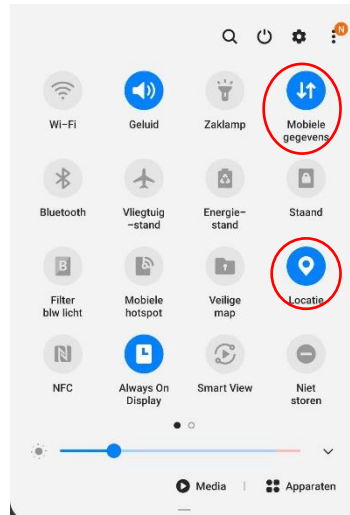 N
Wi-Fi Geluid Zaklamp Mobiele
gegevens
Bluetooth Vliegtuig
-stand Energie-
stand Staand
B
Filter
blw licht Mobiele
hotspot Veilige
map Locatie
NFC Always On
Display Smart View Niet
storen
Media Apparaten